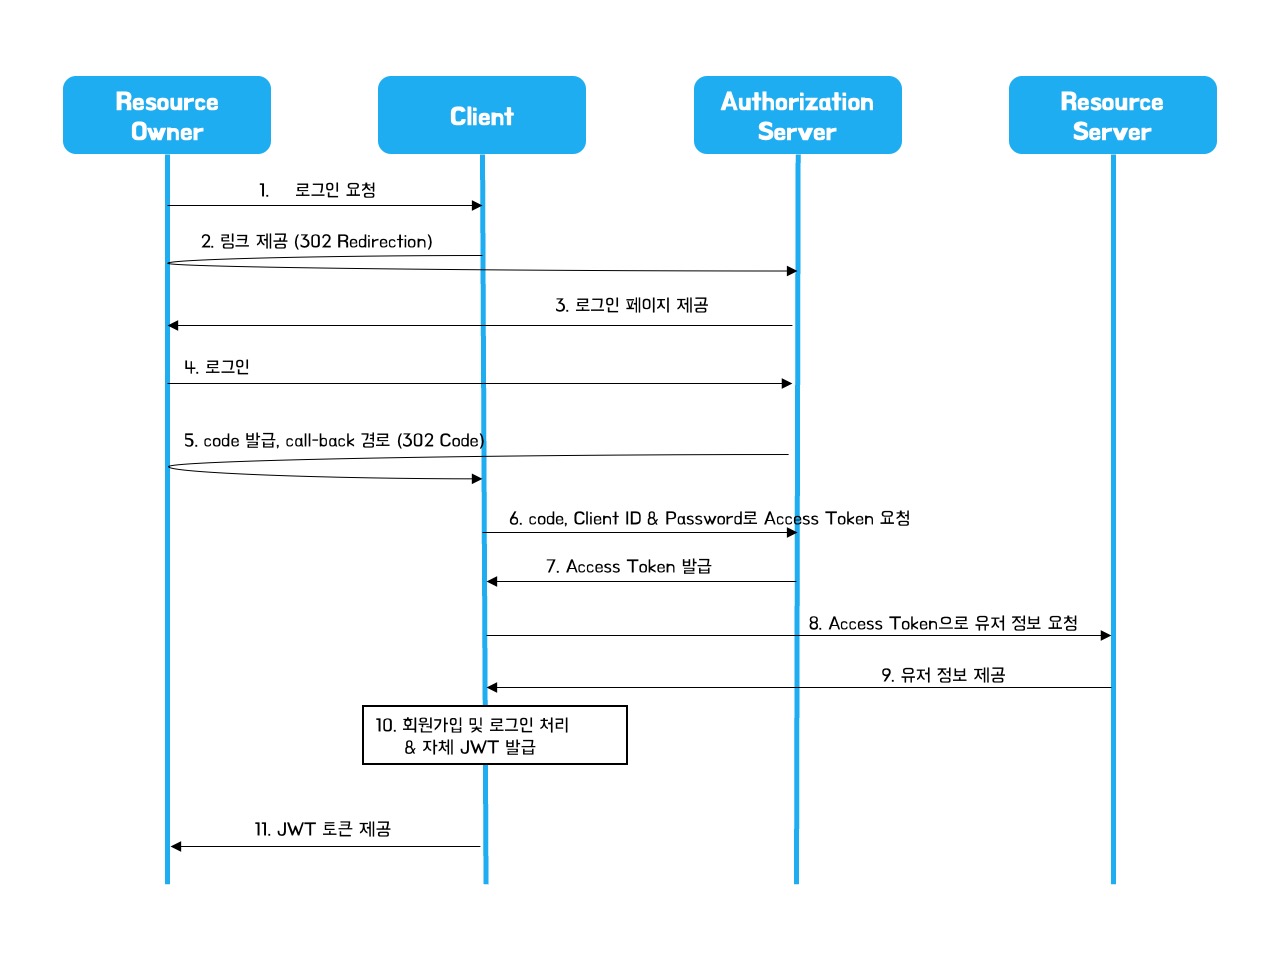 Resource
Owner
Client
Authorization
Server
Resource
Server
1. 로그인 요청
2. 링크 제공 (302 Redirection)
3. 로그인 페이지 제공
4. 로그인
5. code 발급, call-back 경로 (302 Code)
6. code, Client ID & Password로 Access Token 요청
7. Access Token 발급
8. Access Token으로 유저 정보 요청
9. 유저 정보 제공
10. 회원가입 및 로그인 처리
& 자체 JWT 발급
11. JWT 토큰 제공